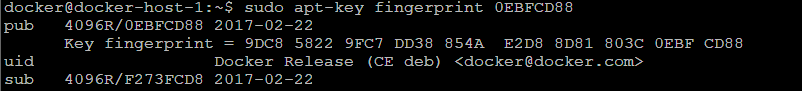 docker@docker-host-1:~$ sudo apt-key fingerprint 0EBFCD88
pub   4096R/0EBFCD88 2017-02-22
      Key fingerprint = 9DC8 5822 9FC7 DD38 854A  E2D8 8D81 803C 0EBF CD88
uid                  Docker Release (CE deb) <docker@docker.com>
sub   4096R/F273FCD8 2017-02-22